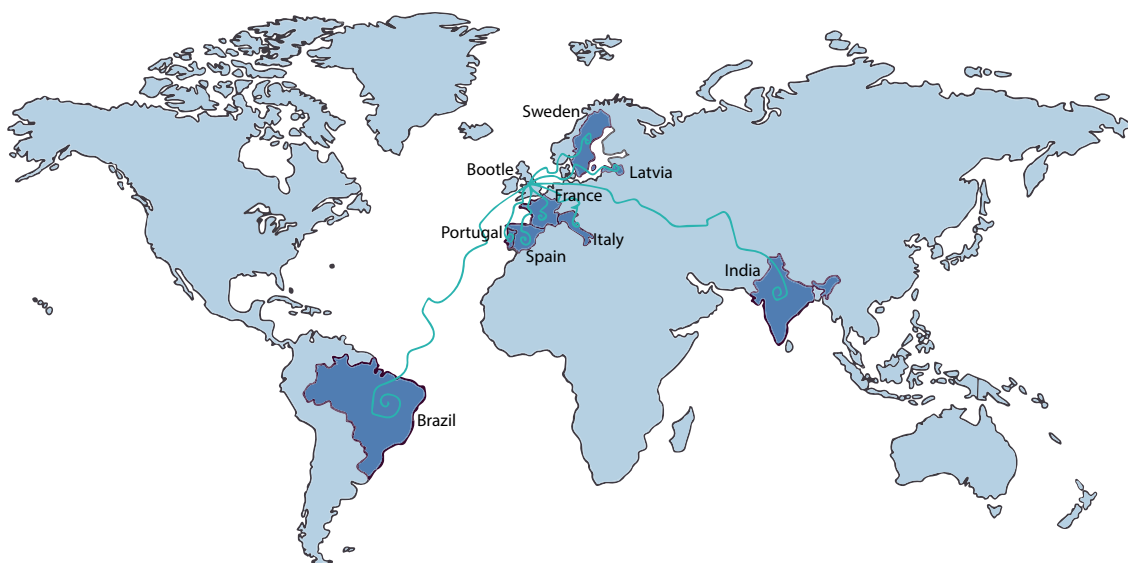 Sweden
Bootle
Latvia
France
Portugal
Italy
Spain
India
Brazil